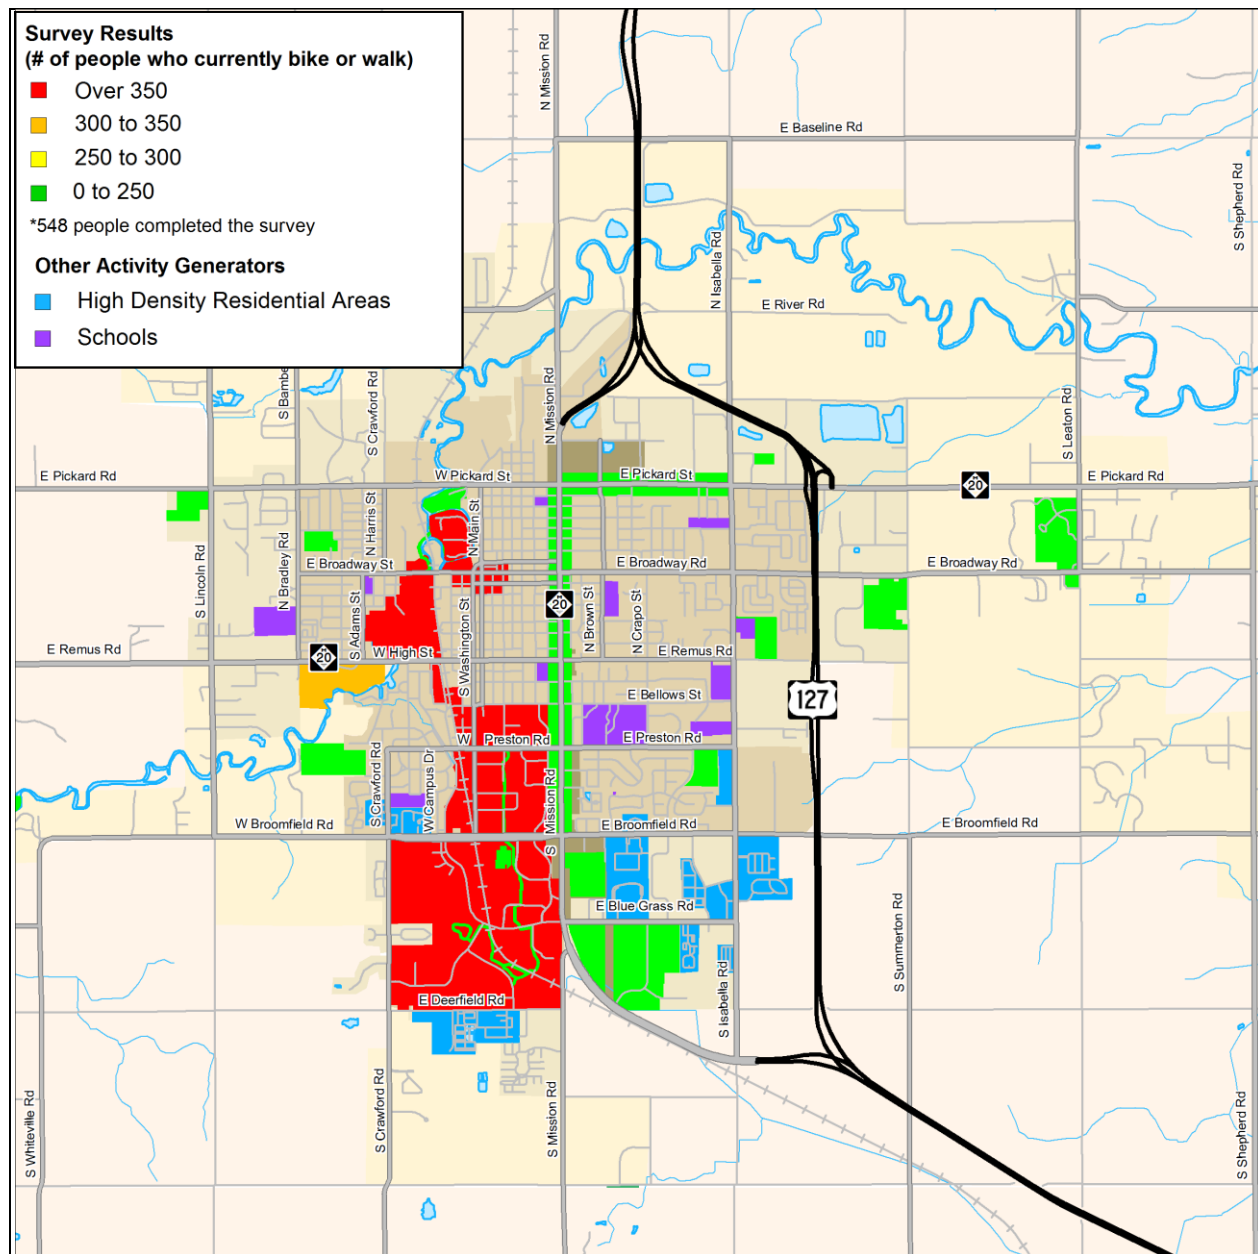 Survey Results
(# of people who currently bike or walk)
Over 350
300 to 350
250 to 300
0 to 250
*548 people completed the survey
Other Activity Generators
High Density Residential Areas
Schools
N Mission Rd
E Baseline Rd
S Shepherd Rd
N Isabella Rd
E River Rd
S Crawford Rd
N Mission Rd
S Leaton Rd
E Pickard Rd
W Pickard St
E Pickard St
20
E Pickard Rd
N Harris St
N Main St
S Lincoln Rd
N Bradley Rd
E Broadway St
E Broadway Rd
E Broadway Rd
S Adams St
S Washington St
20
N Brown St
N Crapo St
E Remus Rd
20
W High St
E Remus Rd
E Bellows St
127
W Preston Rd
E Preston Rd
S Crawford Rd
W Campus Dr
S Mission Rd
W Broomfield Rd
E Broomfield Rd
E Broomfield Rd
E Blue Grass Rd
S Summerton Rd
S Isabella Rd
E Deerfield Rd
S Whiteville Rd
S Crawford Rd
S Mission Rd
S Shepherd Rd